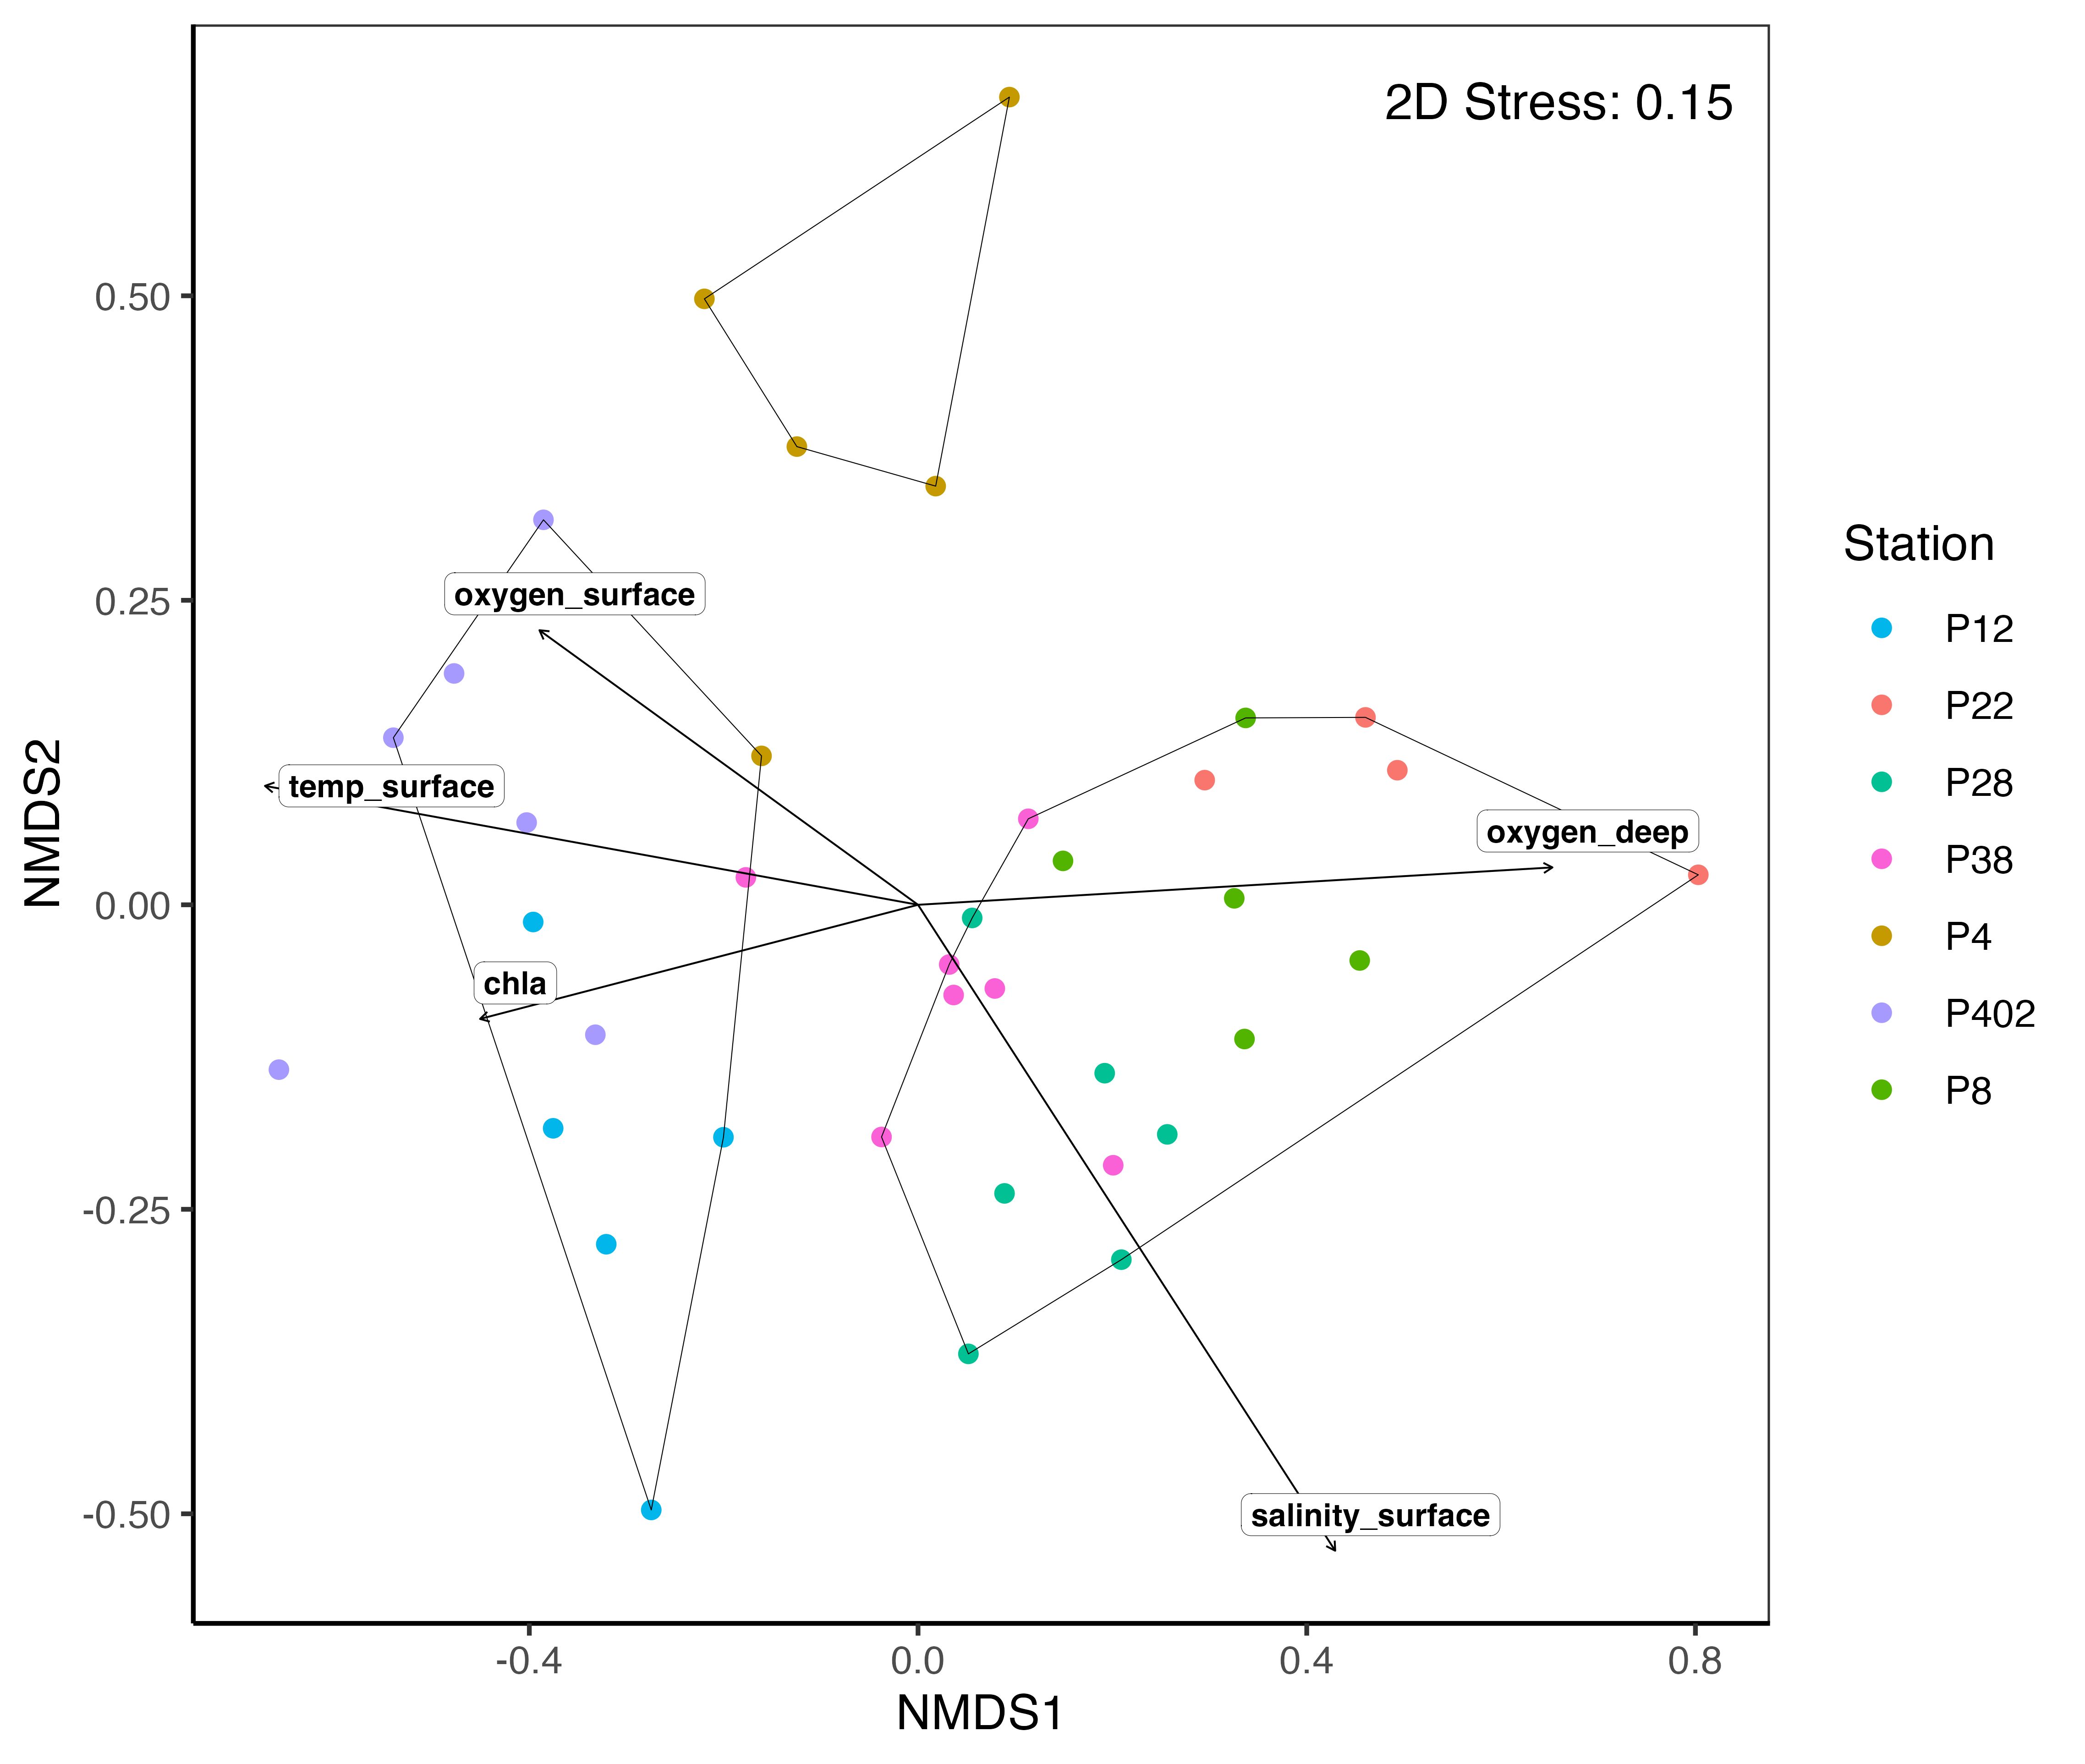 2D Stress: 0.15
0.50
0.25
0.00
-0.25
-0.50
NMDS2
oxygen_surface
temp_surface
oxygen_deep
chla
salinity_surface
-0.4
0.0
0.4
0.8
NMDS1
Station
P12
P22
P28
P38
P4
P402
P8